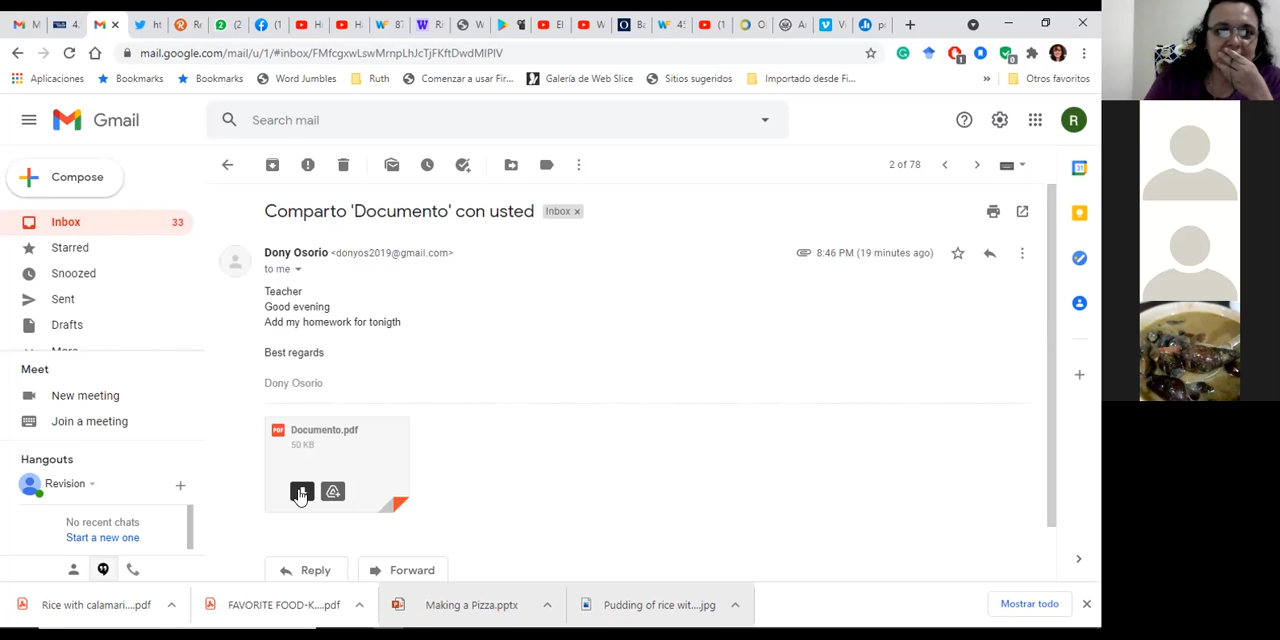 mail.google.com/mail/u/1/#inbox/FMfcgxwLswMrnpLhJcTjFKftDwdMlPlV
Aplicaciones Bookmarks Bookmarks Word Jumbles Ruth Comenzar a usar Fir... Galería de Web Slice Sitios sugeridos Importado desde Fi... » Otros favoritos
Gmail Search mail R
Compose 2 of 78
Inbox 33
Starred
Snoozed
Sent
Drafts
More
Meet
New meeting
Join a meeting
Hangouts
Revision
No recent chats
Start a new one
Comparto 'Documento' con usted Inbox x
Dony Osorio <donyos2019@gmail.com> 8:46 PM (19 minutes ago)
to me
Teacher
Good evening
Add my homework for tonigth
Best regards
Dony Osorio
PDF Documento.pdf
50 KB
Reply Forward
Rice with calamari....pdf FAVORITE FOOD-K....pdf Making a Pizza.pptx Pudding of rice wit....jpg Mostrar todo